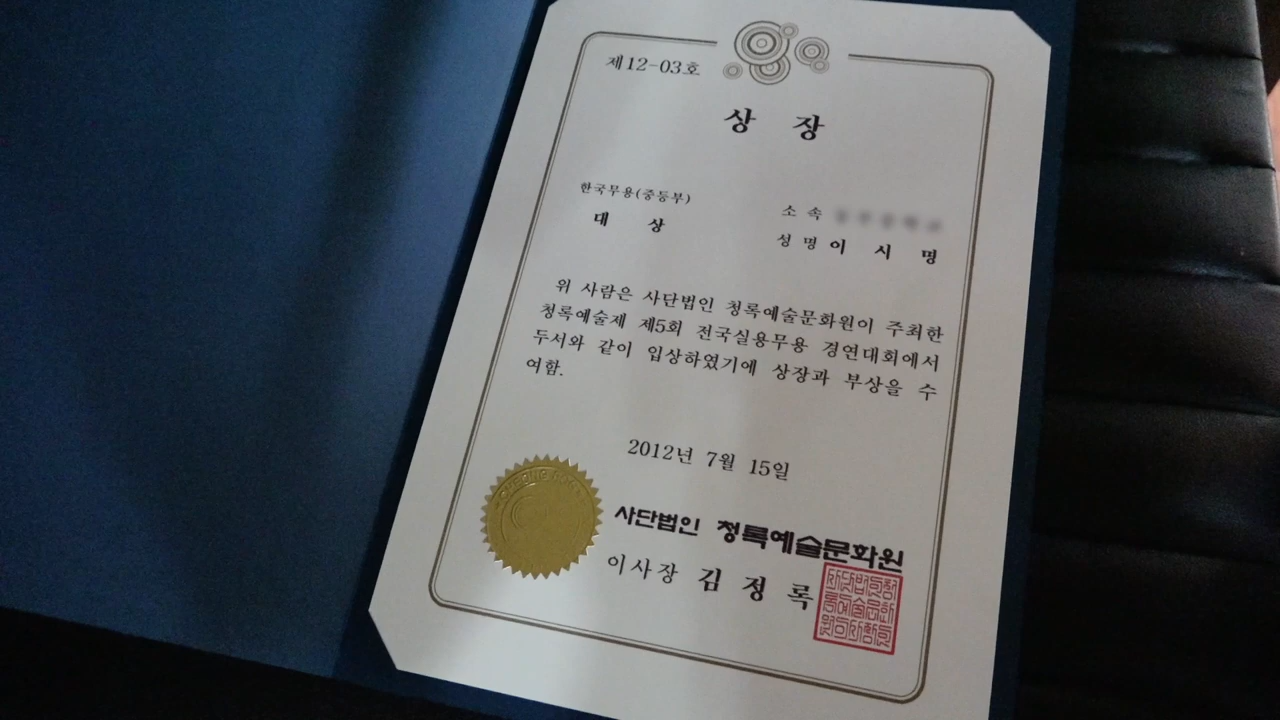 제12-03호
상 장
한국무용(중등부)
대 상
소 속
성 명 이 시 명
위 사람은 사단법인 청록예술문화원이 주최한
청록예술제 제5회 전국실용무용 경연대회에서
두서와 같이 입상하였기에 상장과 부상을 수
여함.
2012년 7월 15일
사단법인 청록예술문화원
이사장 김 정 록